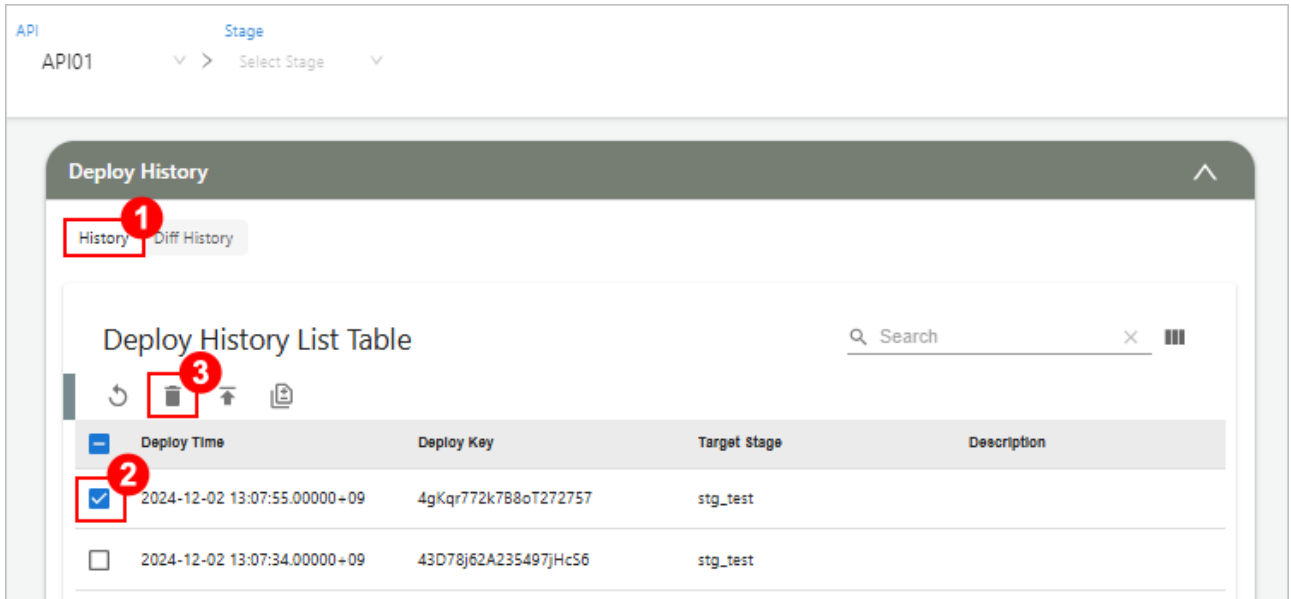 API Stage
API01 > Select Stage
Deploy History
1
History Diff History
Deploy History List Table Search
3
Deploy Time Deploy Key Target Stage Description
2
2024-12-02 13:07:55.00000+09 4gKqr772k7B8oT272757 stg_test
2024-12-02 13:07:34.00000+09 43D78j62A235497jHcS6 stg_test